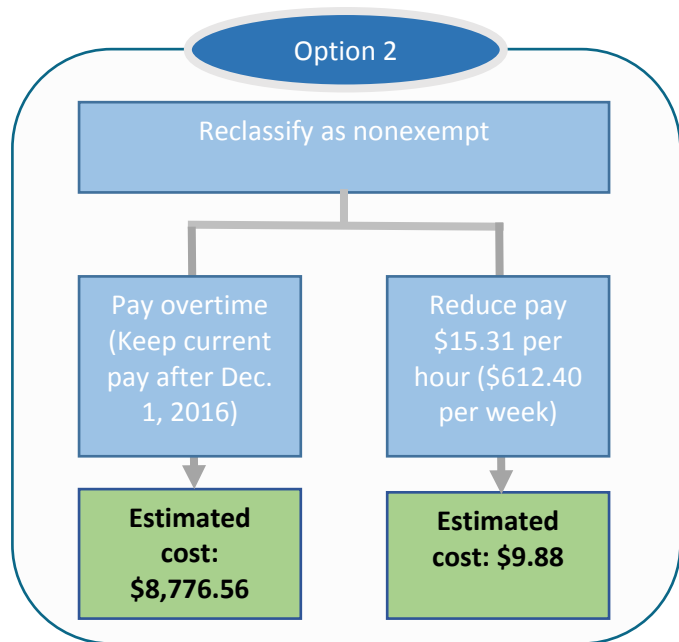 Option 2
Reclassify as nonexempt
Pay overtime
(Keep current
pay after Dec.
1, 2016)
Reduce pay
$15.31 per
hour ($612.40
per week)
Estimated
cost:
$8,776.56
Estimated
cost: $9.88